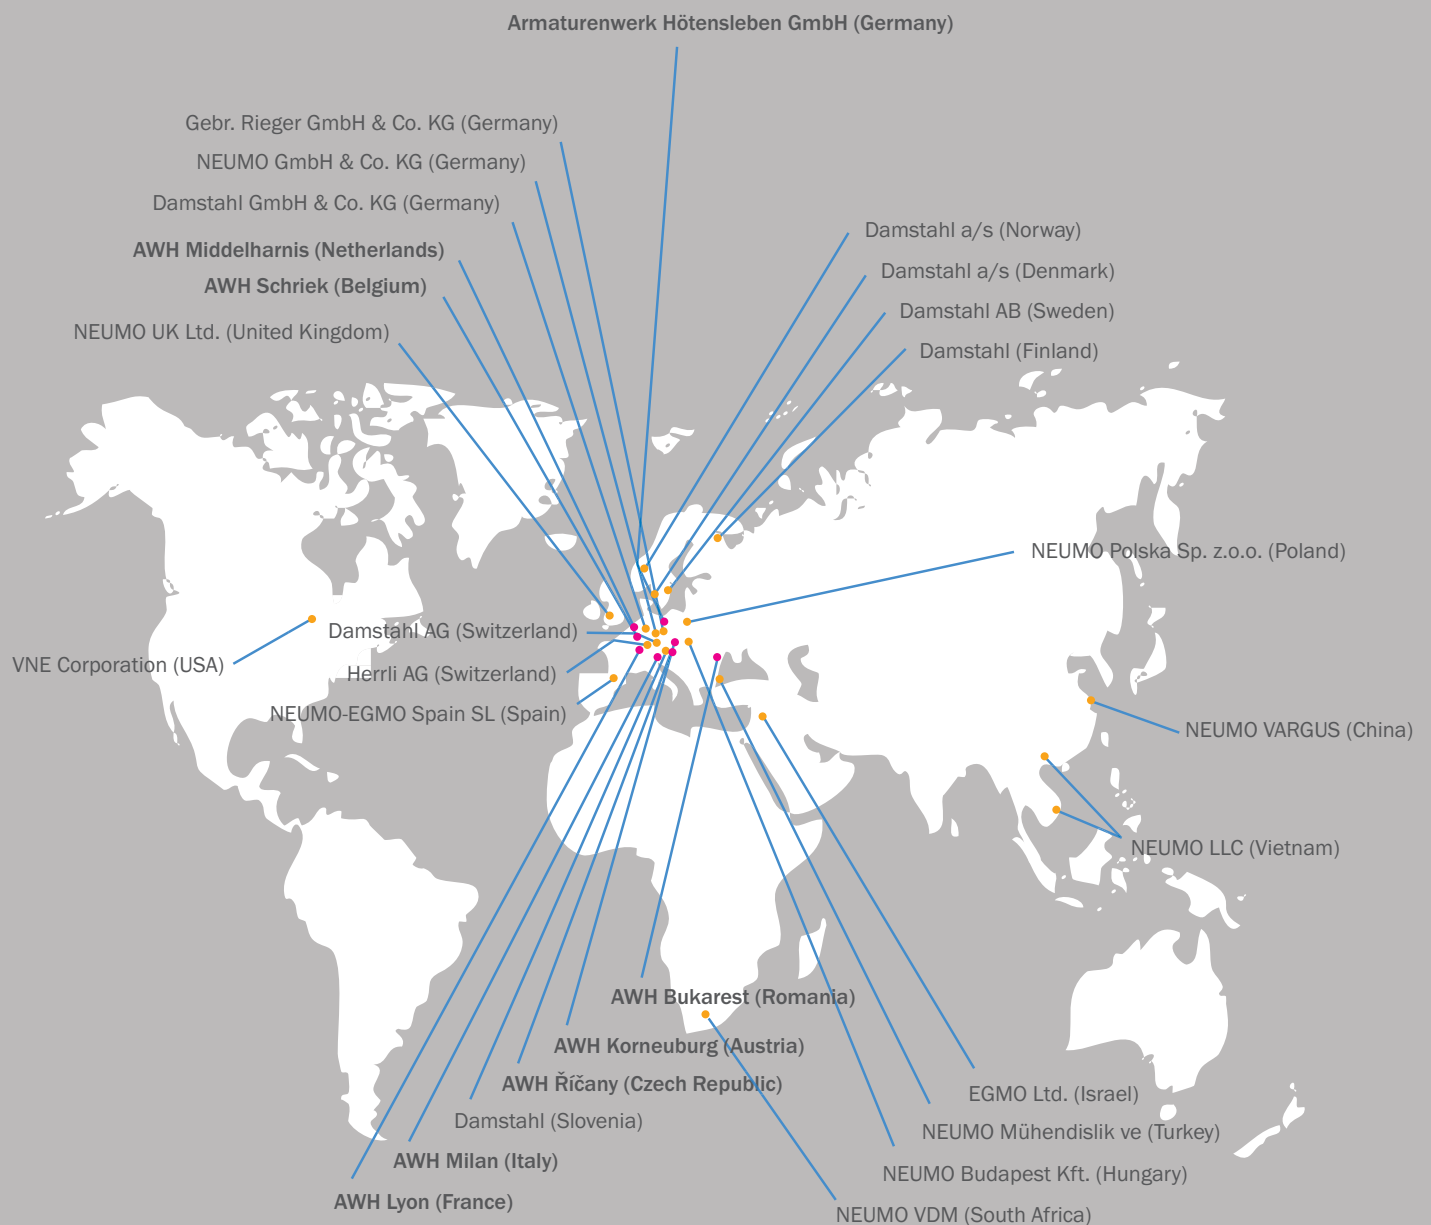 Armaturenwerk Hötensleben GmbH (Germany)
Gebr. Rieger GmbH & Co. KG (Germany)
NEUMO GmbH & Co. KG (Germany)
Damstahl GmbH & Co. KG (Germany)
AWH Middelharnis (Netherlands)
AWH Schriek (Belgium)
NEUMO UK Ltd. (United Kingdom)
Damstahl a/s (Norway)
Damstahl a/s (Denmark)
Damstahl AB (Sweden)
Damstahl (Finland)
NEUMO Polska Sp. z.o.o. (Poland)
Damstahl AG (Switzerland)
VNE Corporation (USA)
Herrli AG (Switzerland)
NEUMO-EGMO Spain SL (Spain)
NEUMO VARGUS (China)
NEUMO LLC (Vietnam)
AWH Bukarest (Romania)
AWH Korneuburg (Austria)
AWH Říčany (Czech Republic)
Damstahl (Slovenia)
AWH Milan (Italy)
AWH Lyon (France)
EGMO Ltd. (Israel)
NEUMO Mühendislik ve (Turkey)
NEUMO Budapest Kft. (Hungary)
NEUMO VDM (South Africa)